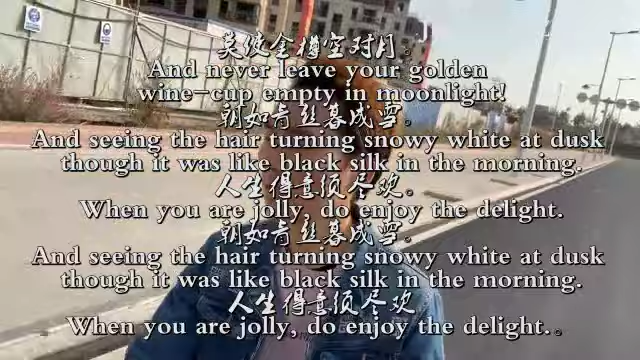 莫使金樽空对月。
And never leave your golden
wine-cup empty in moonlight!
朝如青丝暮成雪。
And seeing the hair turning snowy white at dusk
though it was like black silk in the morning.
人生得意须尽欢。
When you are jolly, do enjoy the delight.
朝如青丝暮成雪。
And seeing the hair turning snowy white at dusk
though it was like black silk in the morning.
人生得意须尽欢
When you are jolly, do enjoy the delight.。